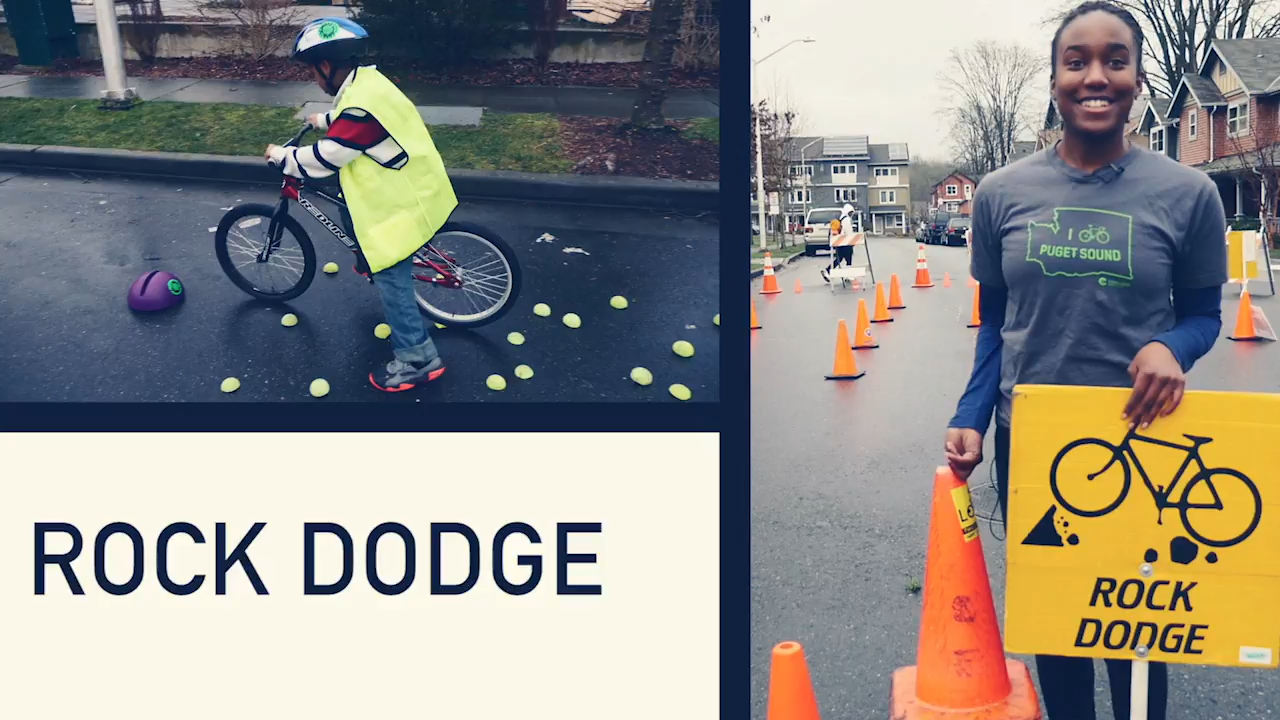 REDLINE
ROCK DODGE
I
PUGET SOUND
ROCK
DODGE